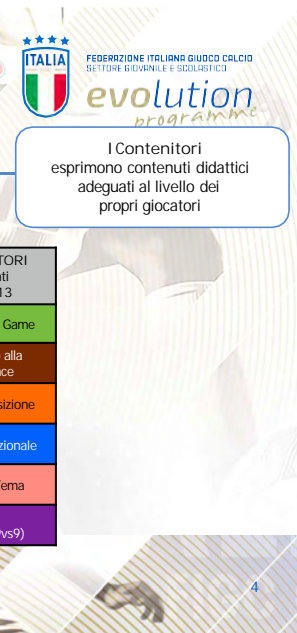 ITALIA
FEDERAZIONE ITALIANA GIUOCO CALCIO
SETTORE GIOVANILE E SCOLASTICO
evolution
programme
I Contenitori
esprimono contenuti didattici
adeguati al livello dei
propri giocatori
TORI
ti
13
Game
alla
ce
sizione
zionale
ema
vs9)
4